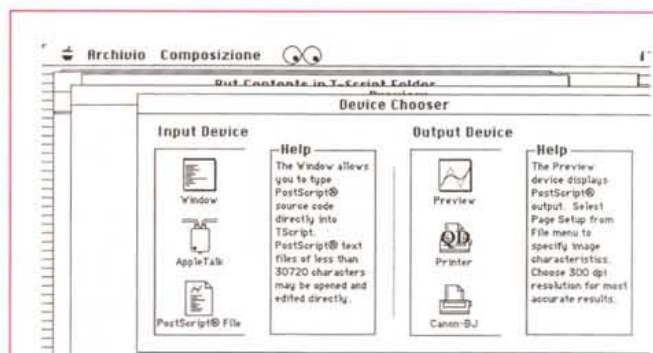 Archivio Composizione
Put Contents in T-Script Folder
Preview
Device Chooser
Input Device
Window
AppleTalk
PostScript® File
Help
The Window allows
you to type
PostScript®
source code
directly into
TScript.
PostScript® text
files of less than
30720 characters
may be opened and
edited directly.
Output Device
Preview
QD
Printer
Canon-BJ
Help
The Preview
device displays
PostScript®
output. Select
Page Setup from
File menu to
specify image
characteristics.
Choose 300 dpi
resolution for most
accurate results.